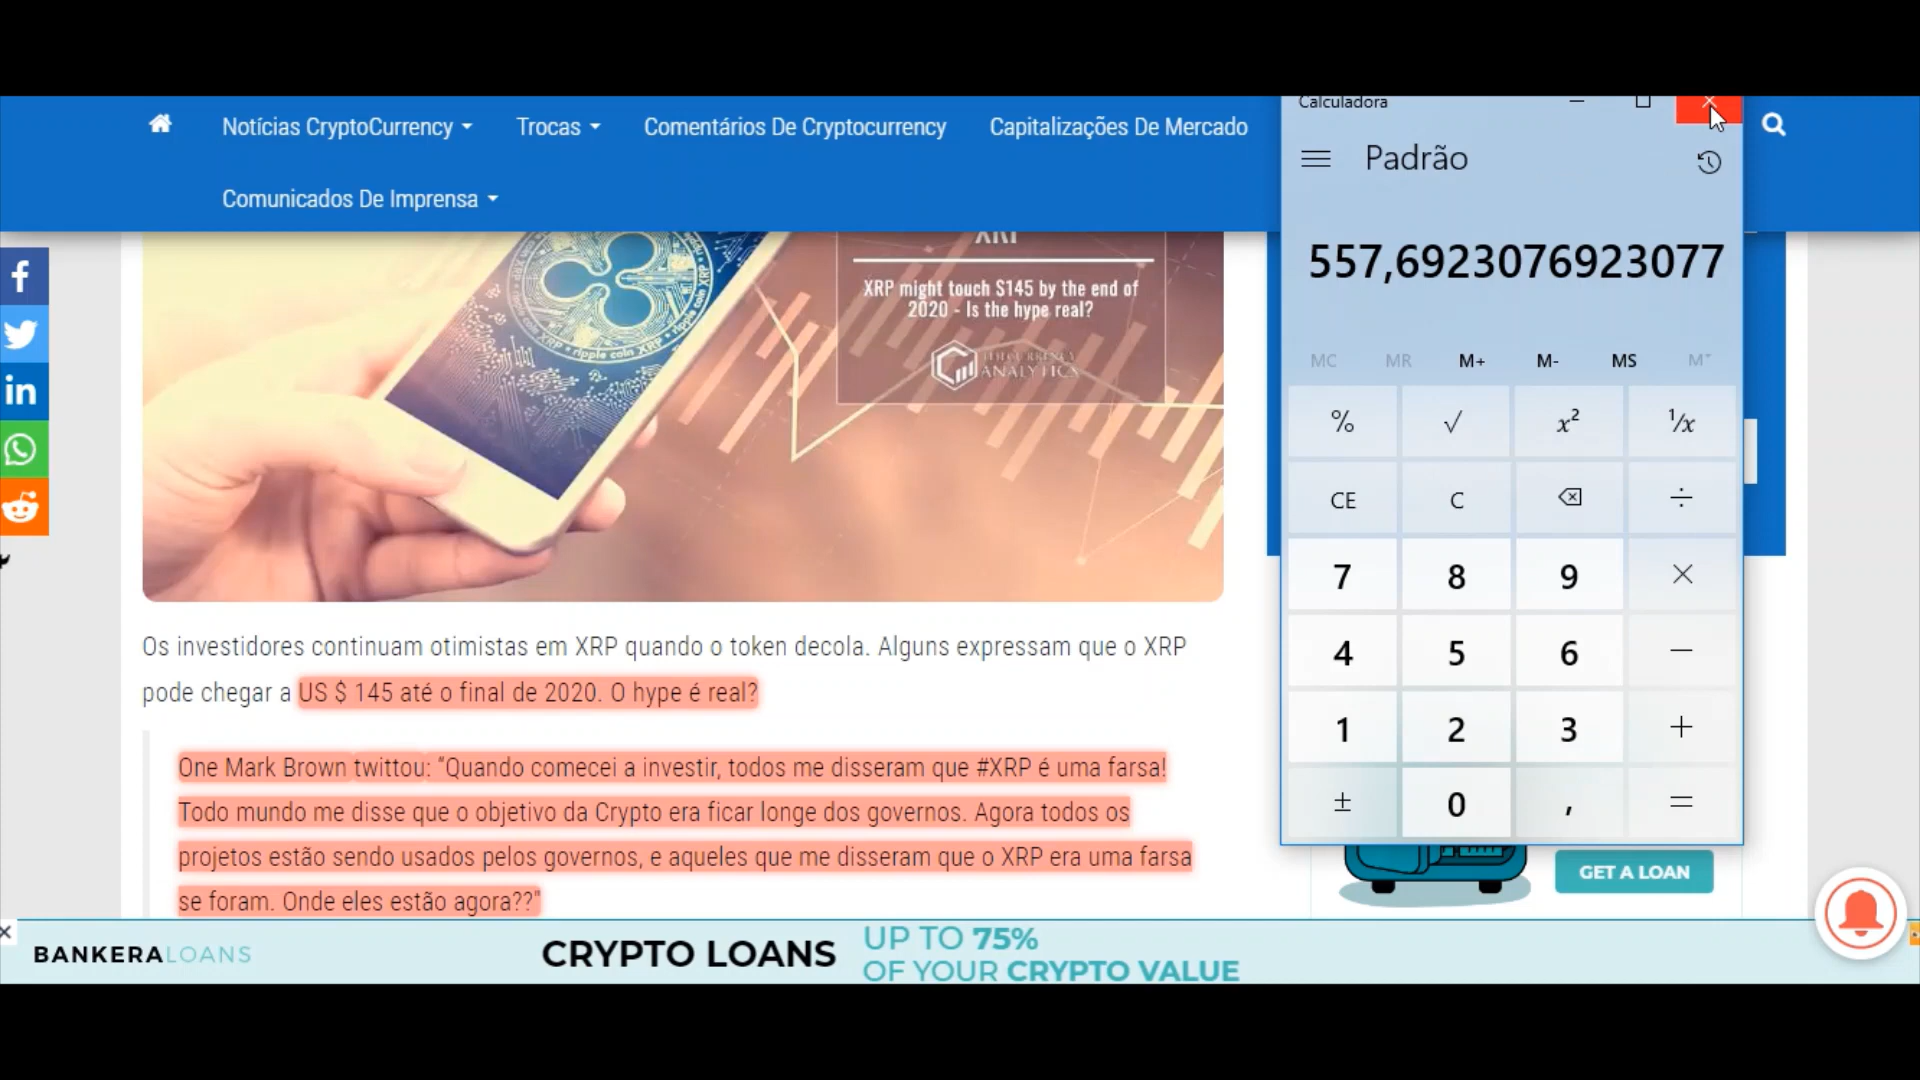 Calculadora
Notícias CryptoCurrency
Trocas
Comentários De Cryptocurrency
Capitalizações De Mercado
Comunicados De Imprensa
Padrão
557,6923076923077
MC MR M+ M- MS M˅
% √ x² ¹/x
CE C ÷
7 8 9 ×
4 5 6 −
1 2 3 +
± 0 , =
XRP
XRP might touch $145 by the end of
2020 - Is the hype real?
THECURRENCY
ANALYTICS
ripple coin XRP
Os investidores continuam otimistas em XRP quando o token decola. Alguns expressam que o XRP
pode chegar a US $ 145 até o final de 2020. O hype é real?
One Mark Brown twittou: “Quando comecei a investir, todos me disseram que #XRP é uma farsa!
Todo mundo me disse que o objetivo da Crypto era ficar longe dos governos. Agora todos os
projetos estão sendo usados pelos governos, e aqueles que me disseram que o XRP era uma farsa
se foram. Onde eles estão agora??"
GET A LOAN
BANKERALOANS
CRYPTO LOANS
UP TO 75%
OF YOUR CRYPTO VALUE